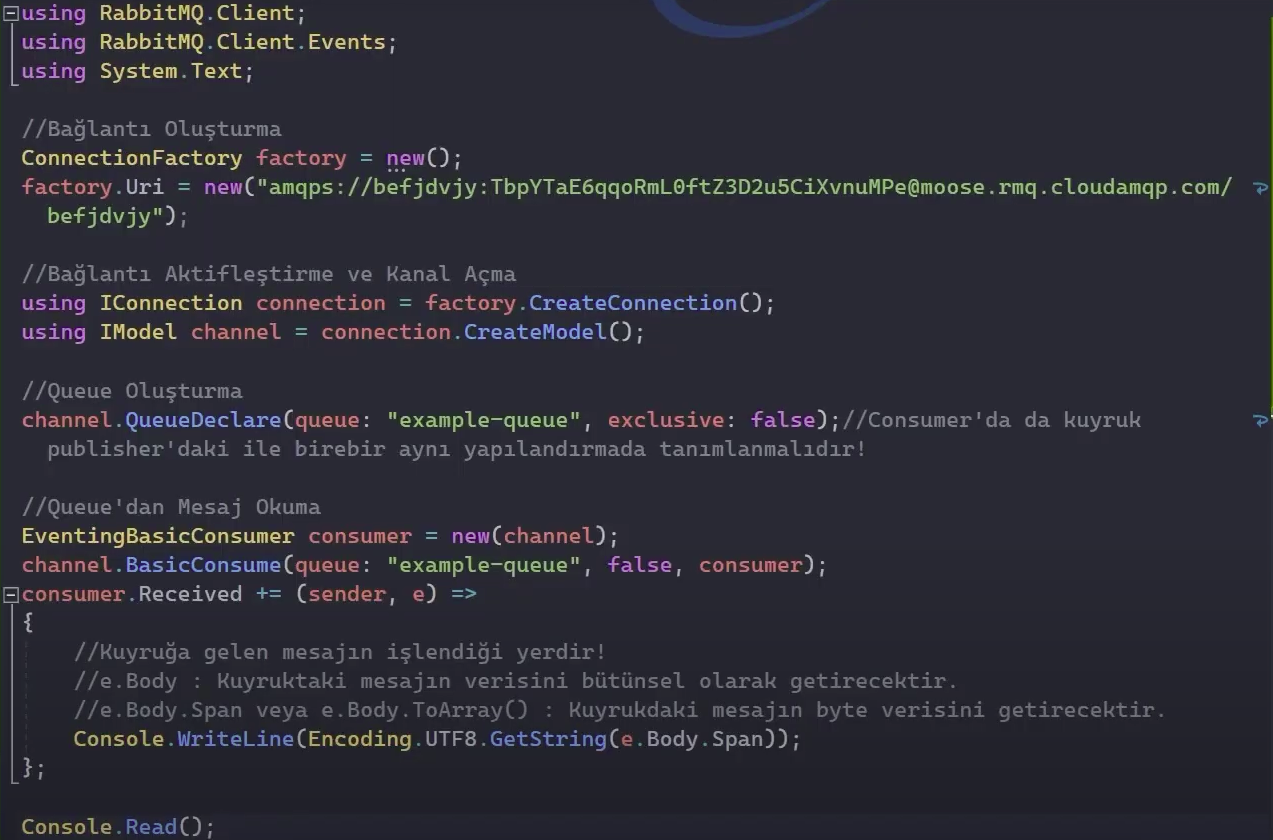 using RabbitMQ.Client;
using RabbitMQ.Client.Events;
using System.Text;
//Bağlantı Oluşturma
ConnectionFactory factory = new();
factory.Uri = new("amqps://befjdvjy:TbpYTaE6qqoRmL0ftZ3D2u5CiXvnuMPe@moose.rmq.cloudamqp.com/
befjdvjy");
//Bağlantı Aktifleştirme ve Kanal Açma
using IConnection connection = factory.CreateConnection();
using IModel channel = connection.CreateModel();
//Queue Oluşturma
channel.QueueDeclare(queue: "example-queue", exclusive: false);//Consumer'da da kuyruk
publisher'daki ile birebir aynı yapılandırmada tanımlanmalıdır!
//Queue'dan Mesaj Okuma
EventingBasicConsumer consumer = new(channel);
channel.BasicConsume(queue: "example-queue", false, consumer);
consumer.Received += (sender, e) =>
{
//Kuyruğa gelen mesajın işlendiği yerdir!
//e.Body : Kuyruktaki mesajın verisini bütünsel olarak getirecektir.
//e.Body.Span veya e.Body.ToArray() : Kuyrukdaki mesajın byte verisini getirecektir.
Console.WriteLine(Encoding.UTF8.GetString(e.Body.Span));
};
Console.Read();